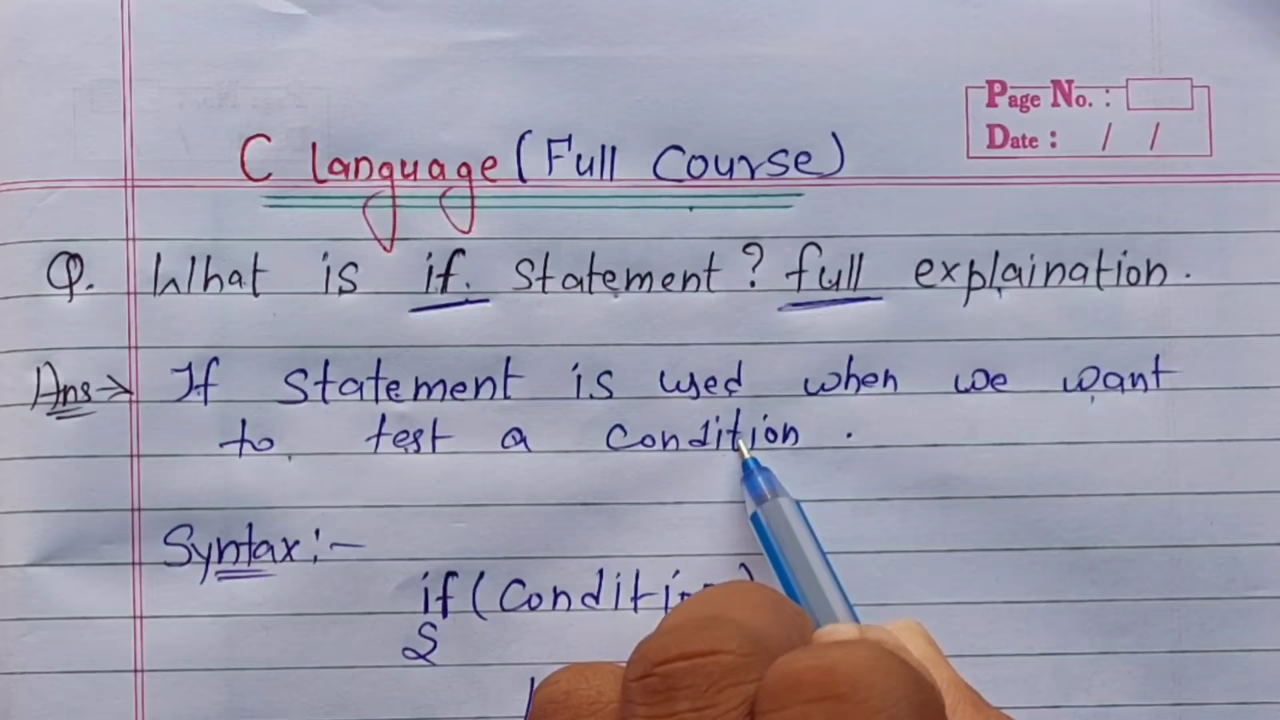 Page No. :
Date : / /
C language (Full Course)
Q. What is if. statement? full explaination.
Ans→ If statement is used when we want
to test a condition.
Syntax:-
if (Condition)
{